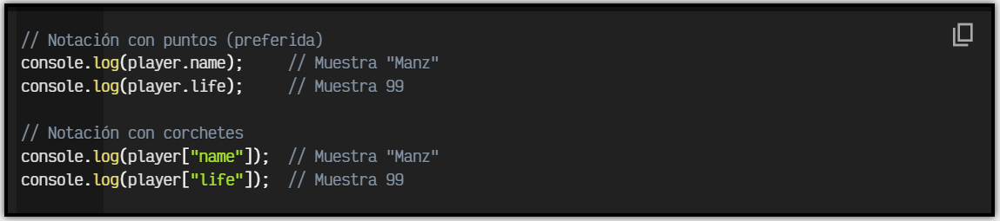 // Notación con puntos (preferida)
console.log(player.name);     // Muestra "Manz"
console.log(player.life);     // Muestra 99

// Notación con corchetes
console.log(player["name"]);  // Muestra "Manz"
console.log(player["life"]);  // Muestra 99